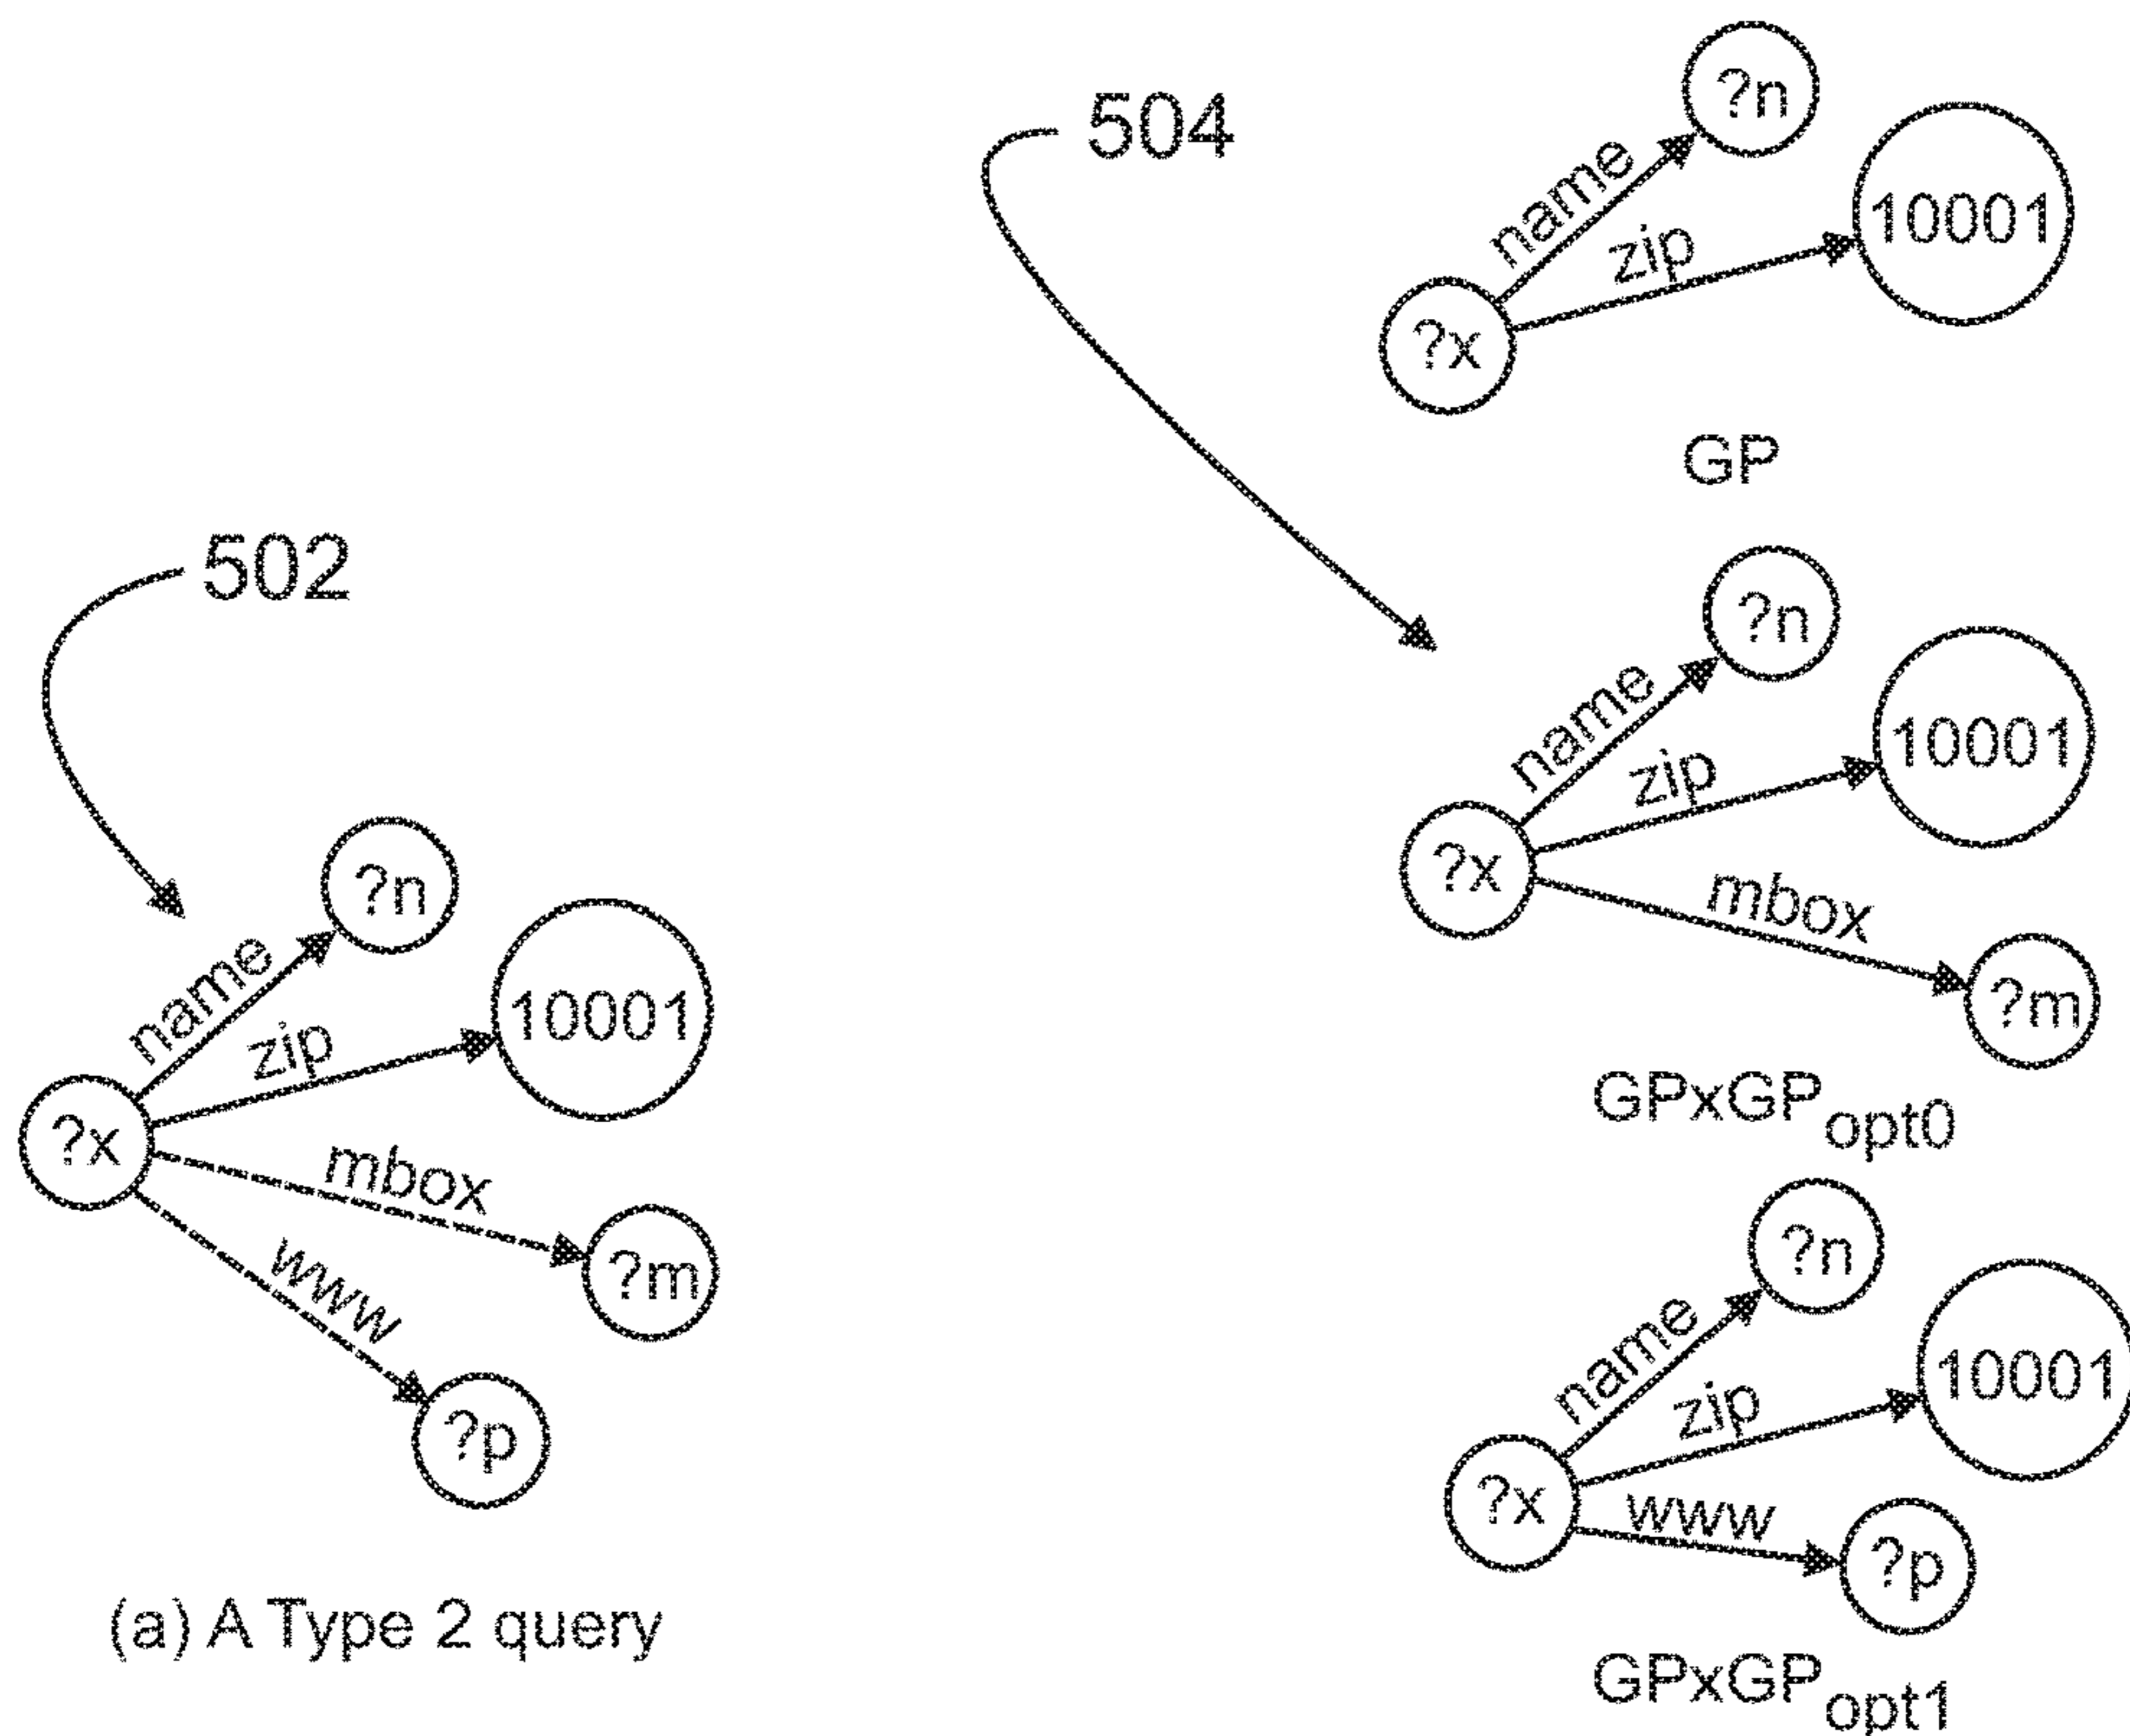 504
?n
name
10001
zip
?x
GP
502
?n
name
10001
zip
?x
mbox
?m
GPxGPopt0
?n
name
10001
zip
?x
mbox
?m
www
?p
(a) A Type 2 query
?n
name
10001
zip
?x
www
?p
GPxGPopt1